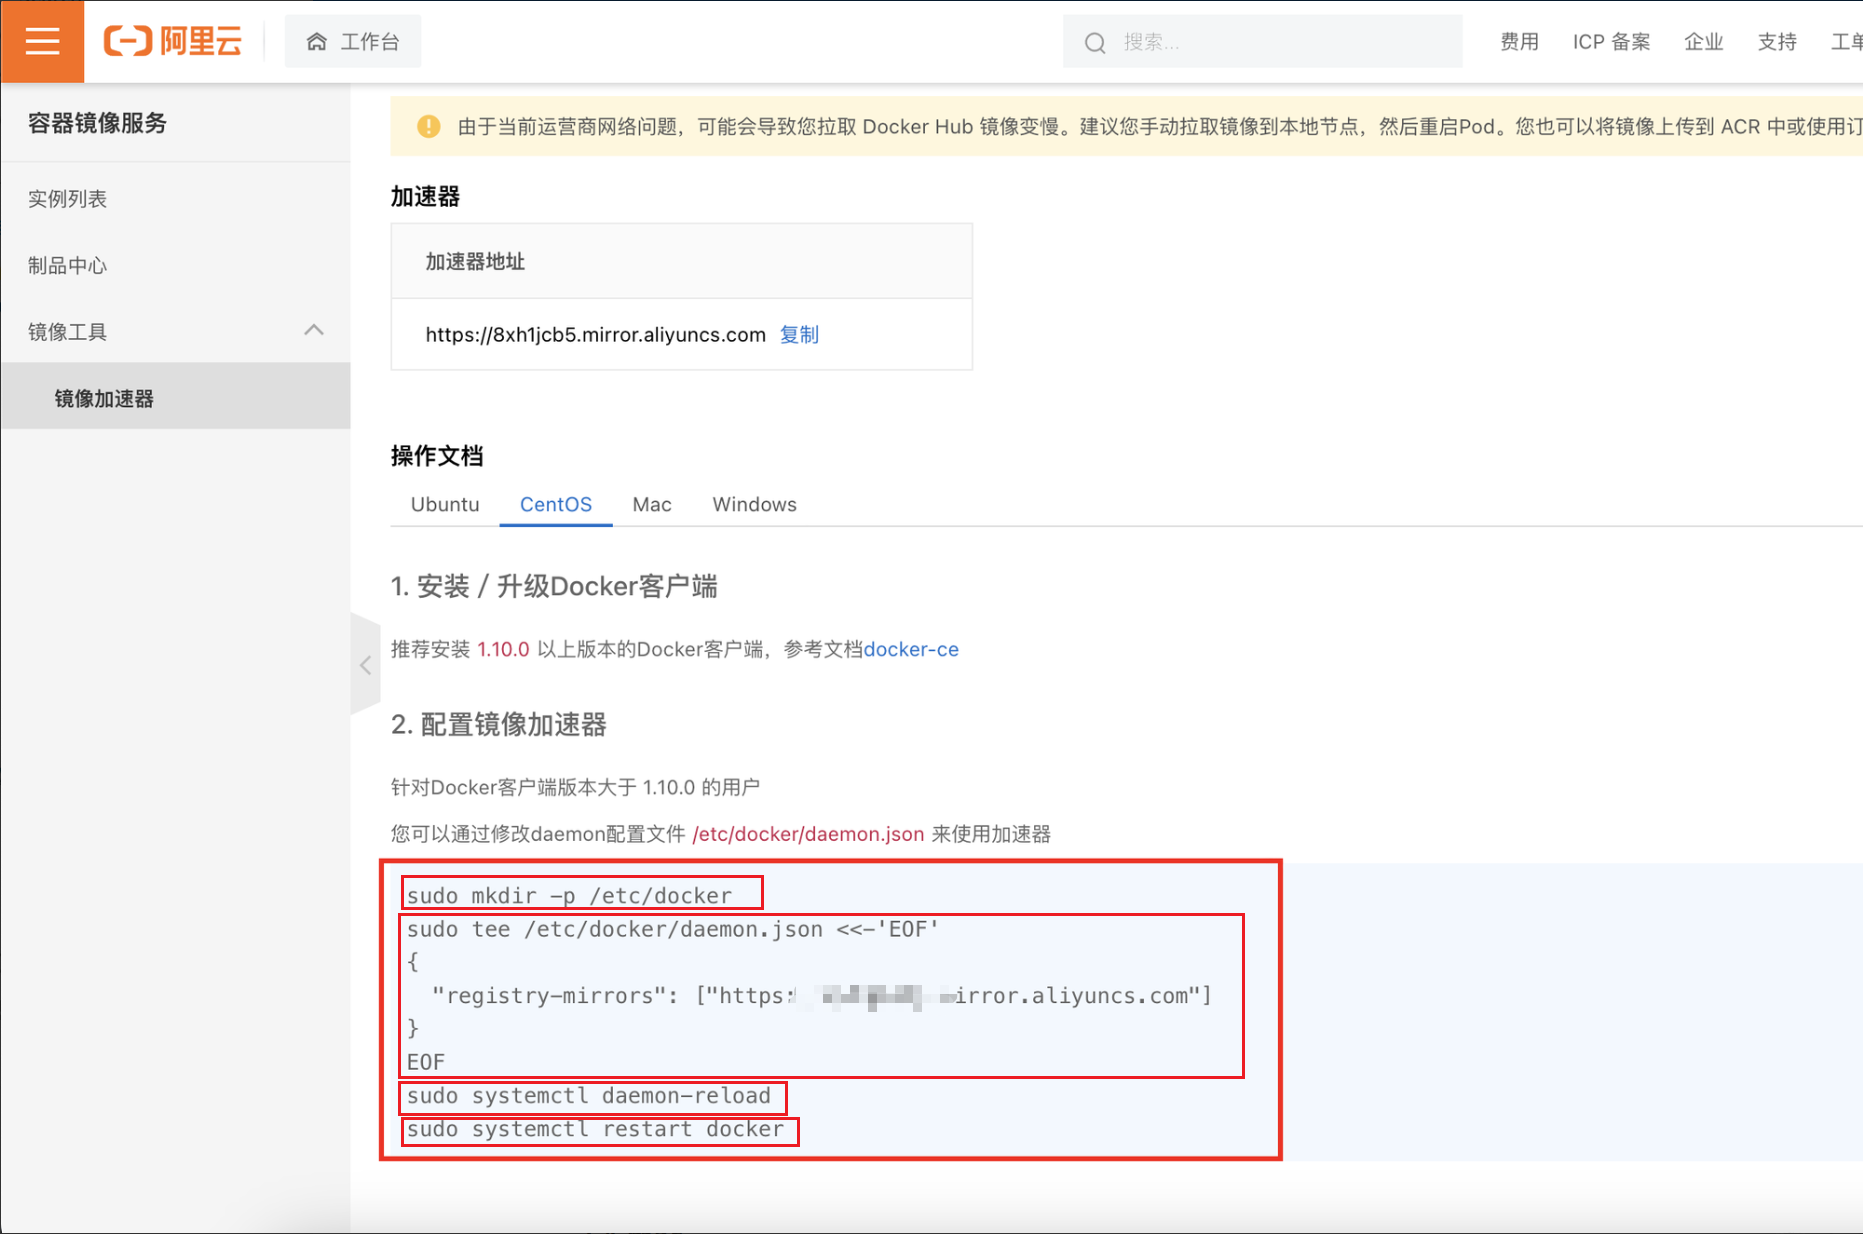 阿里云
工作台
搜索...
费用
ICP 备案
企业
支持
工单
容器镜像服务
实例列表
制品中心
镜像工具
镜像加速器
由于当前运营商网络问题，可能会导致您拉取 Docker Hub 镜像变慢。建议您手动拉取镜像到本地节点，然后重启Pod。您也可以将镜像上传到 ACR 中或使用订
加速器
加速器地址
https://8xh1jcb5.mirror.aliyuncs.com 复制
操作文档
Ubuntu CentOS Mac Windows
1. 安装 / 升级Docker客户端
推荐安装 1.10.0 以上版本的Docker客户端，参考文档docker-ce
2. 配置镜像加速器
针对Docker客户端版本大于 1.10.0 的用户
您可以通过修改daemon配置文件 /etc/docker/daemon.json 来使用加速器
sudo mkdir -p /etc/docker
sudo tee /etc/docker/daemon.json <<-'EOF'
{
"registry-mirrors": ["https: irror.aliyuncs.com"]
}
EOF
sudo systemctl daemon-reload
sudo systemctl restart docker